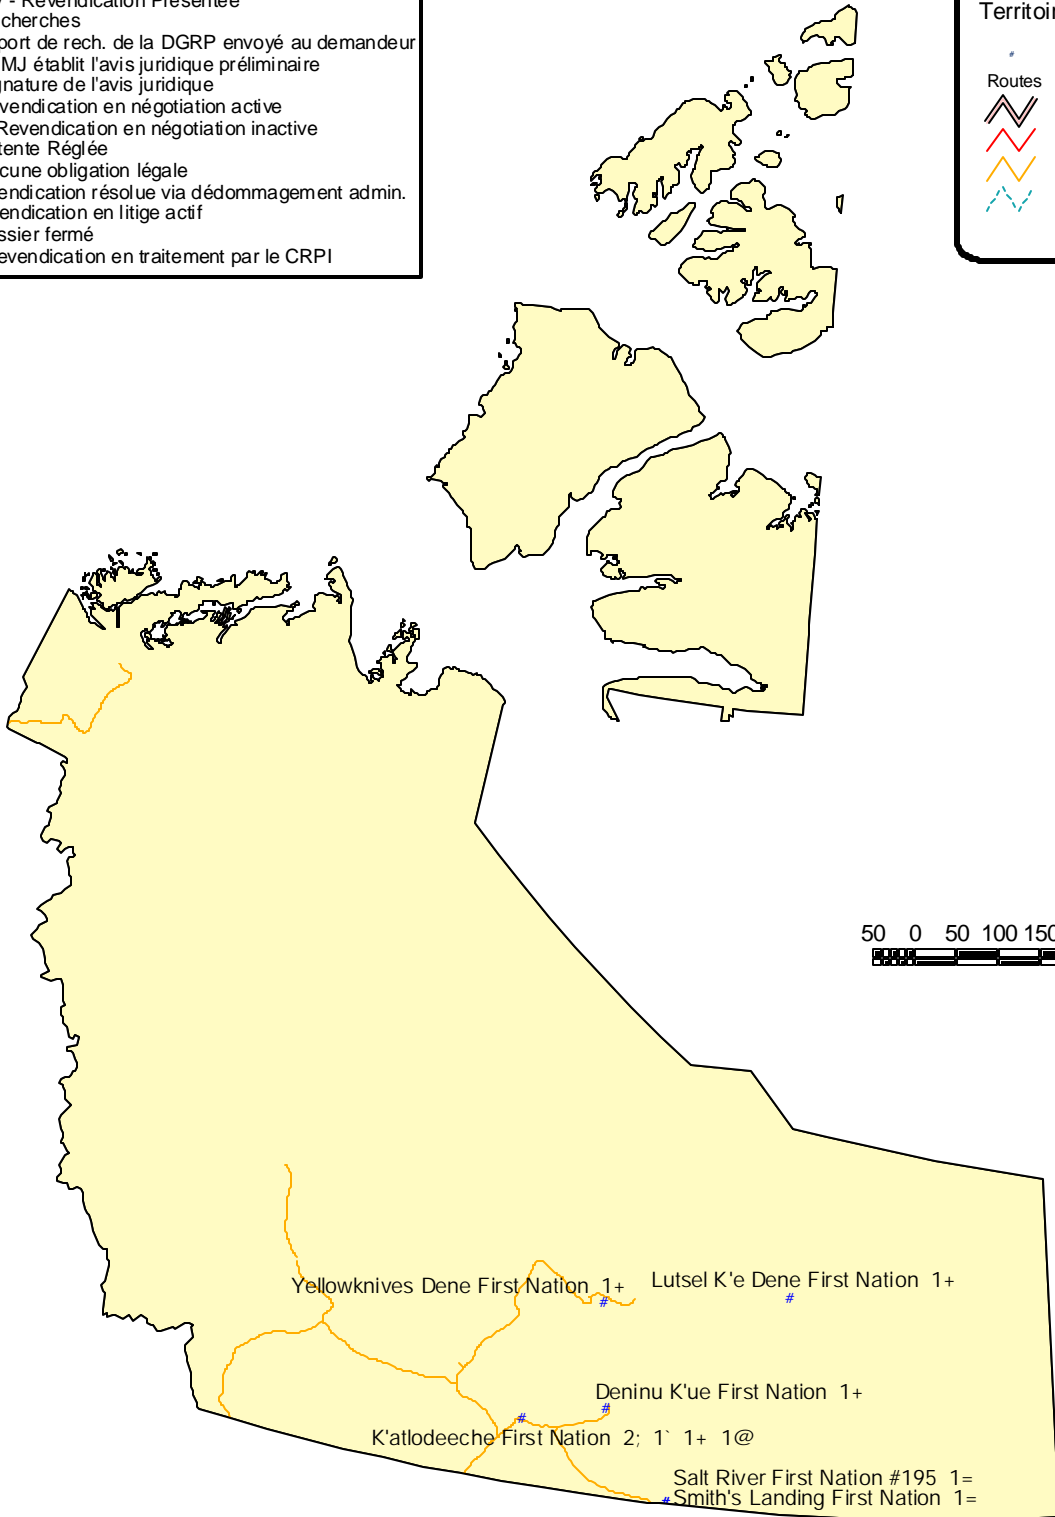 - Revendication Présentée
cherches
port de rech. de la DGRP envoyé au demandeur
MJ établit l'avis juridique préliminaire
gnature de l'avis juridique
vendication en négotiation active
Revendication en négotiation inactive
tente Réglée
cune obligation légale
endication résolue via dédommagement admin.
endication en litige actif
ssier fermé
evendication en traitement par le CRPI
Territoir
#
Routes
50 0 50 100 150
Yellowknives Dene First Nation 1+
#
Lutsel K'e Dene First Nation 1+
#
Deninu K'ue First Nation 1+
#
#
K'atlodeeche First Nation 2; 1` 1+ 1@
Salt River First Nation #195 1=
#
Smith's Landing First Nation 1=